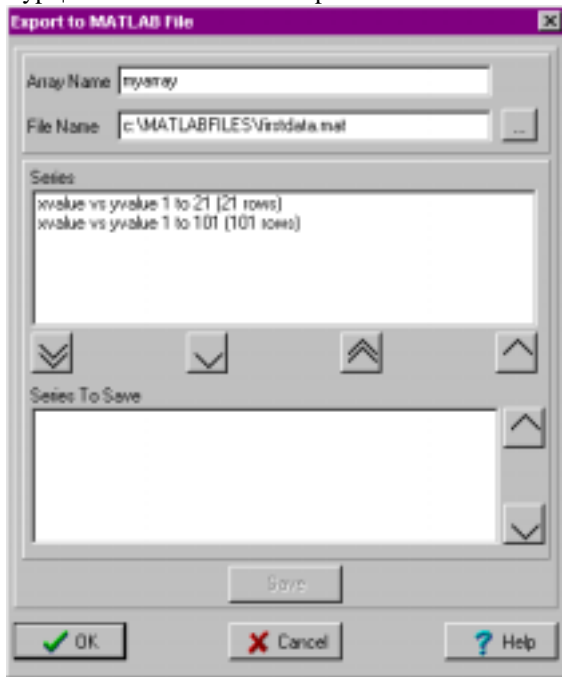 Export to MATLAB File
Array Name myarray
File Name c:\MATLABFILES\firstdata.mat
...
Series
xvalue vs yvalue 1 to 21 (21 rows)
xvalue vs yvalue 1 to 101 (101 rows)
Series To Save
Save
OK Cancel Help